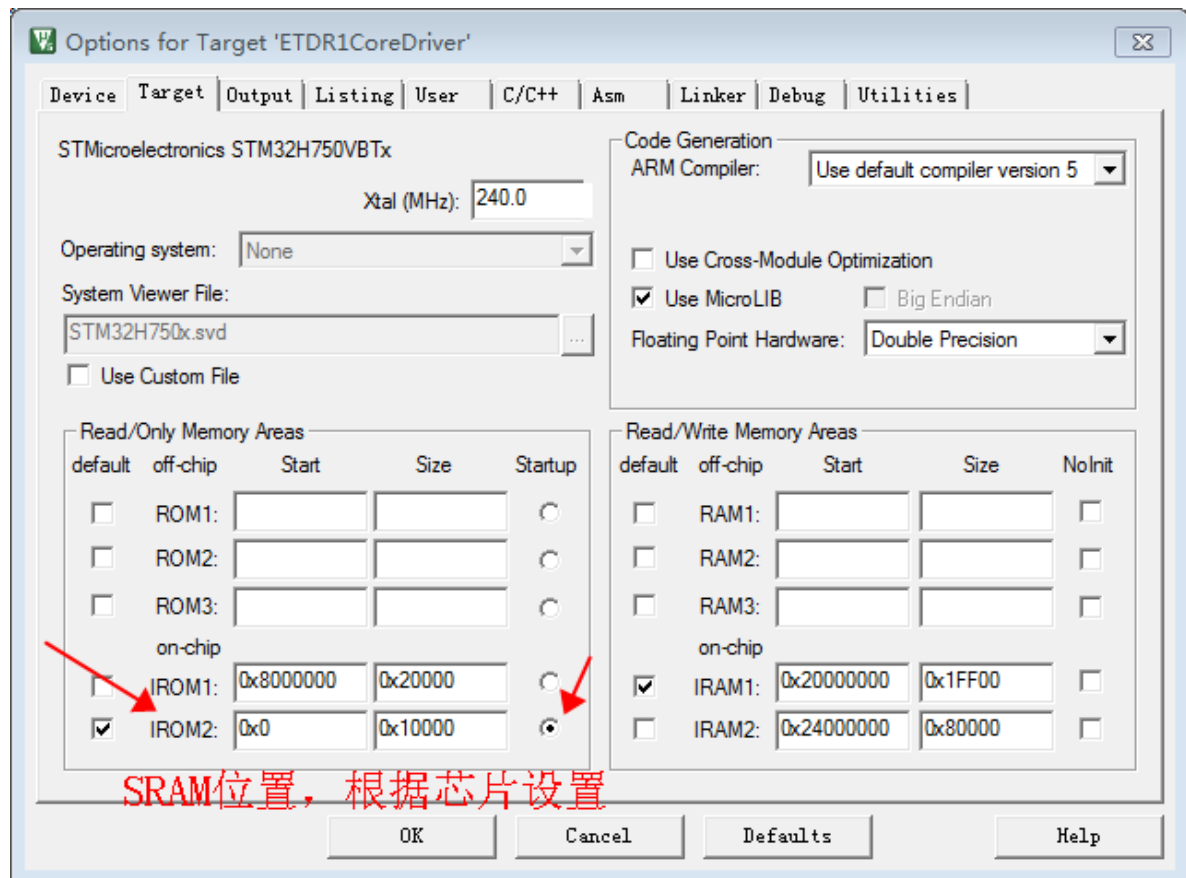 Options for Target 'ETDR1CoreDriver'
Device Target Output Listing User C/C++ Asm Linker Debug Utilities
STMicroelectronics STM32H750VBTx
Xtal (MHz): 240.0
Operating system: None
System Viewer File:
STM32H750x.svd ...
Use Custom File
Code Generation
ARM Compiler: Use default compiler version 5
Use Cross-Module Optimization
Use MicroLIB Big Endian
Floating Point Hardware: Double Precision
Read/Only Memory Areas
default off-chip Start Size Startup
ROM1:
ROM2:
ROM3:
on-chip
IROM1: 0x8000000 0x20000
IROM2: 0x0 0x10000
Read/Write Memory Areas
default off-chip Start Size NoInit
RAM1:
RAM2:
RAM3:
on-chip
IRAM1: 0x20000000 0x1FF00
IRAM2: 0x24000000 0x80000
SRAM位置，根据芯片设置
OK Cancel Defaults Help